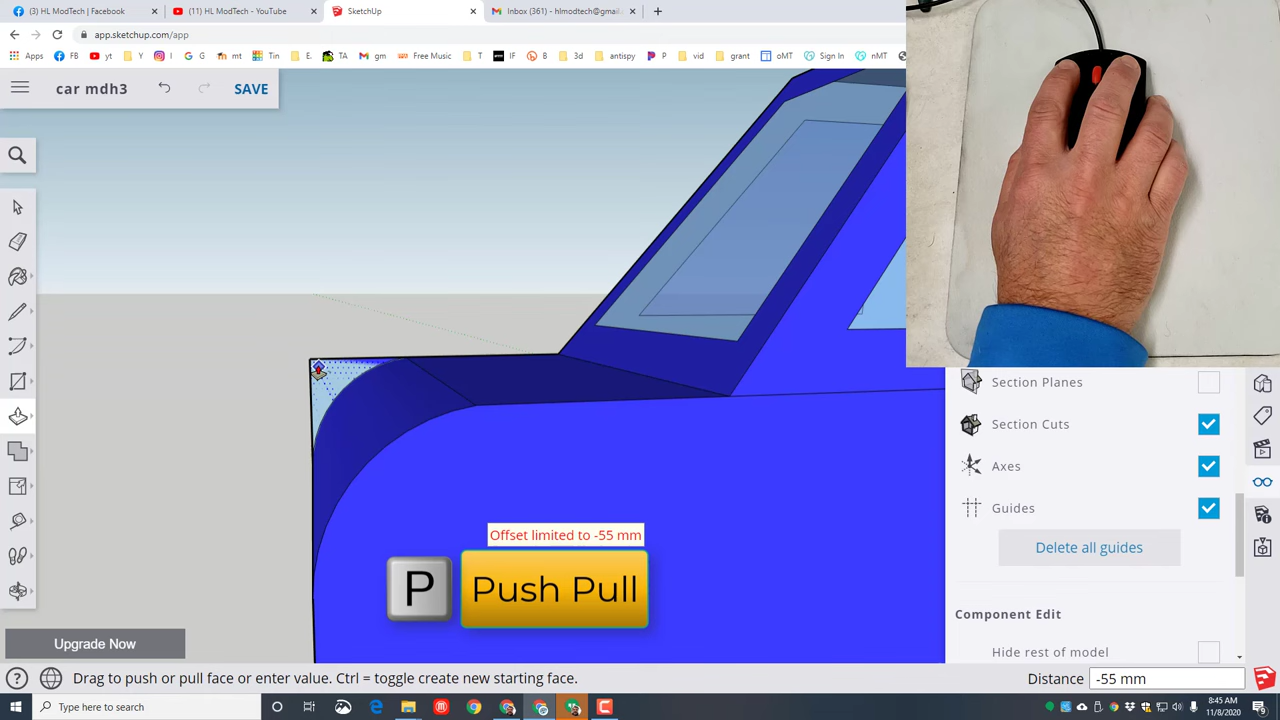 (3) HL ModTech | Facebook
(3) HL ModTech - YouTube
SketchUp
Inbox (361) - hlmodtech@gmail
app.sketchup.com/app
Apps
FB
YT
I
G
mt
Tin
E.
TA
gm
Free Music
T
IF
3d
antispy
P
vid
grant
oMT
Sign In
nMT
car mdh3
SAVE
Section Planes
Section Cuts
Axes
Guides
Delete all guides
Component Edit
Hide rest of model
Offset limited to -55 mm
P
Push Pull
Upgrade Now
Drag to push or pull face or enter value. Ctrl = toggle create new starting face.
Distance
-55 mm
Type here to search
8:45 AM
11/8/2020